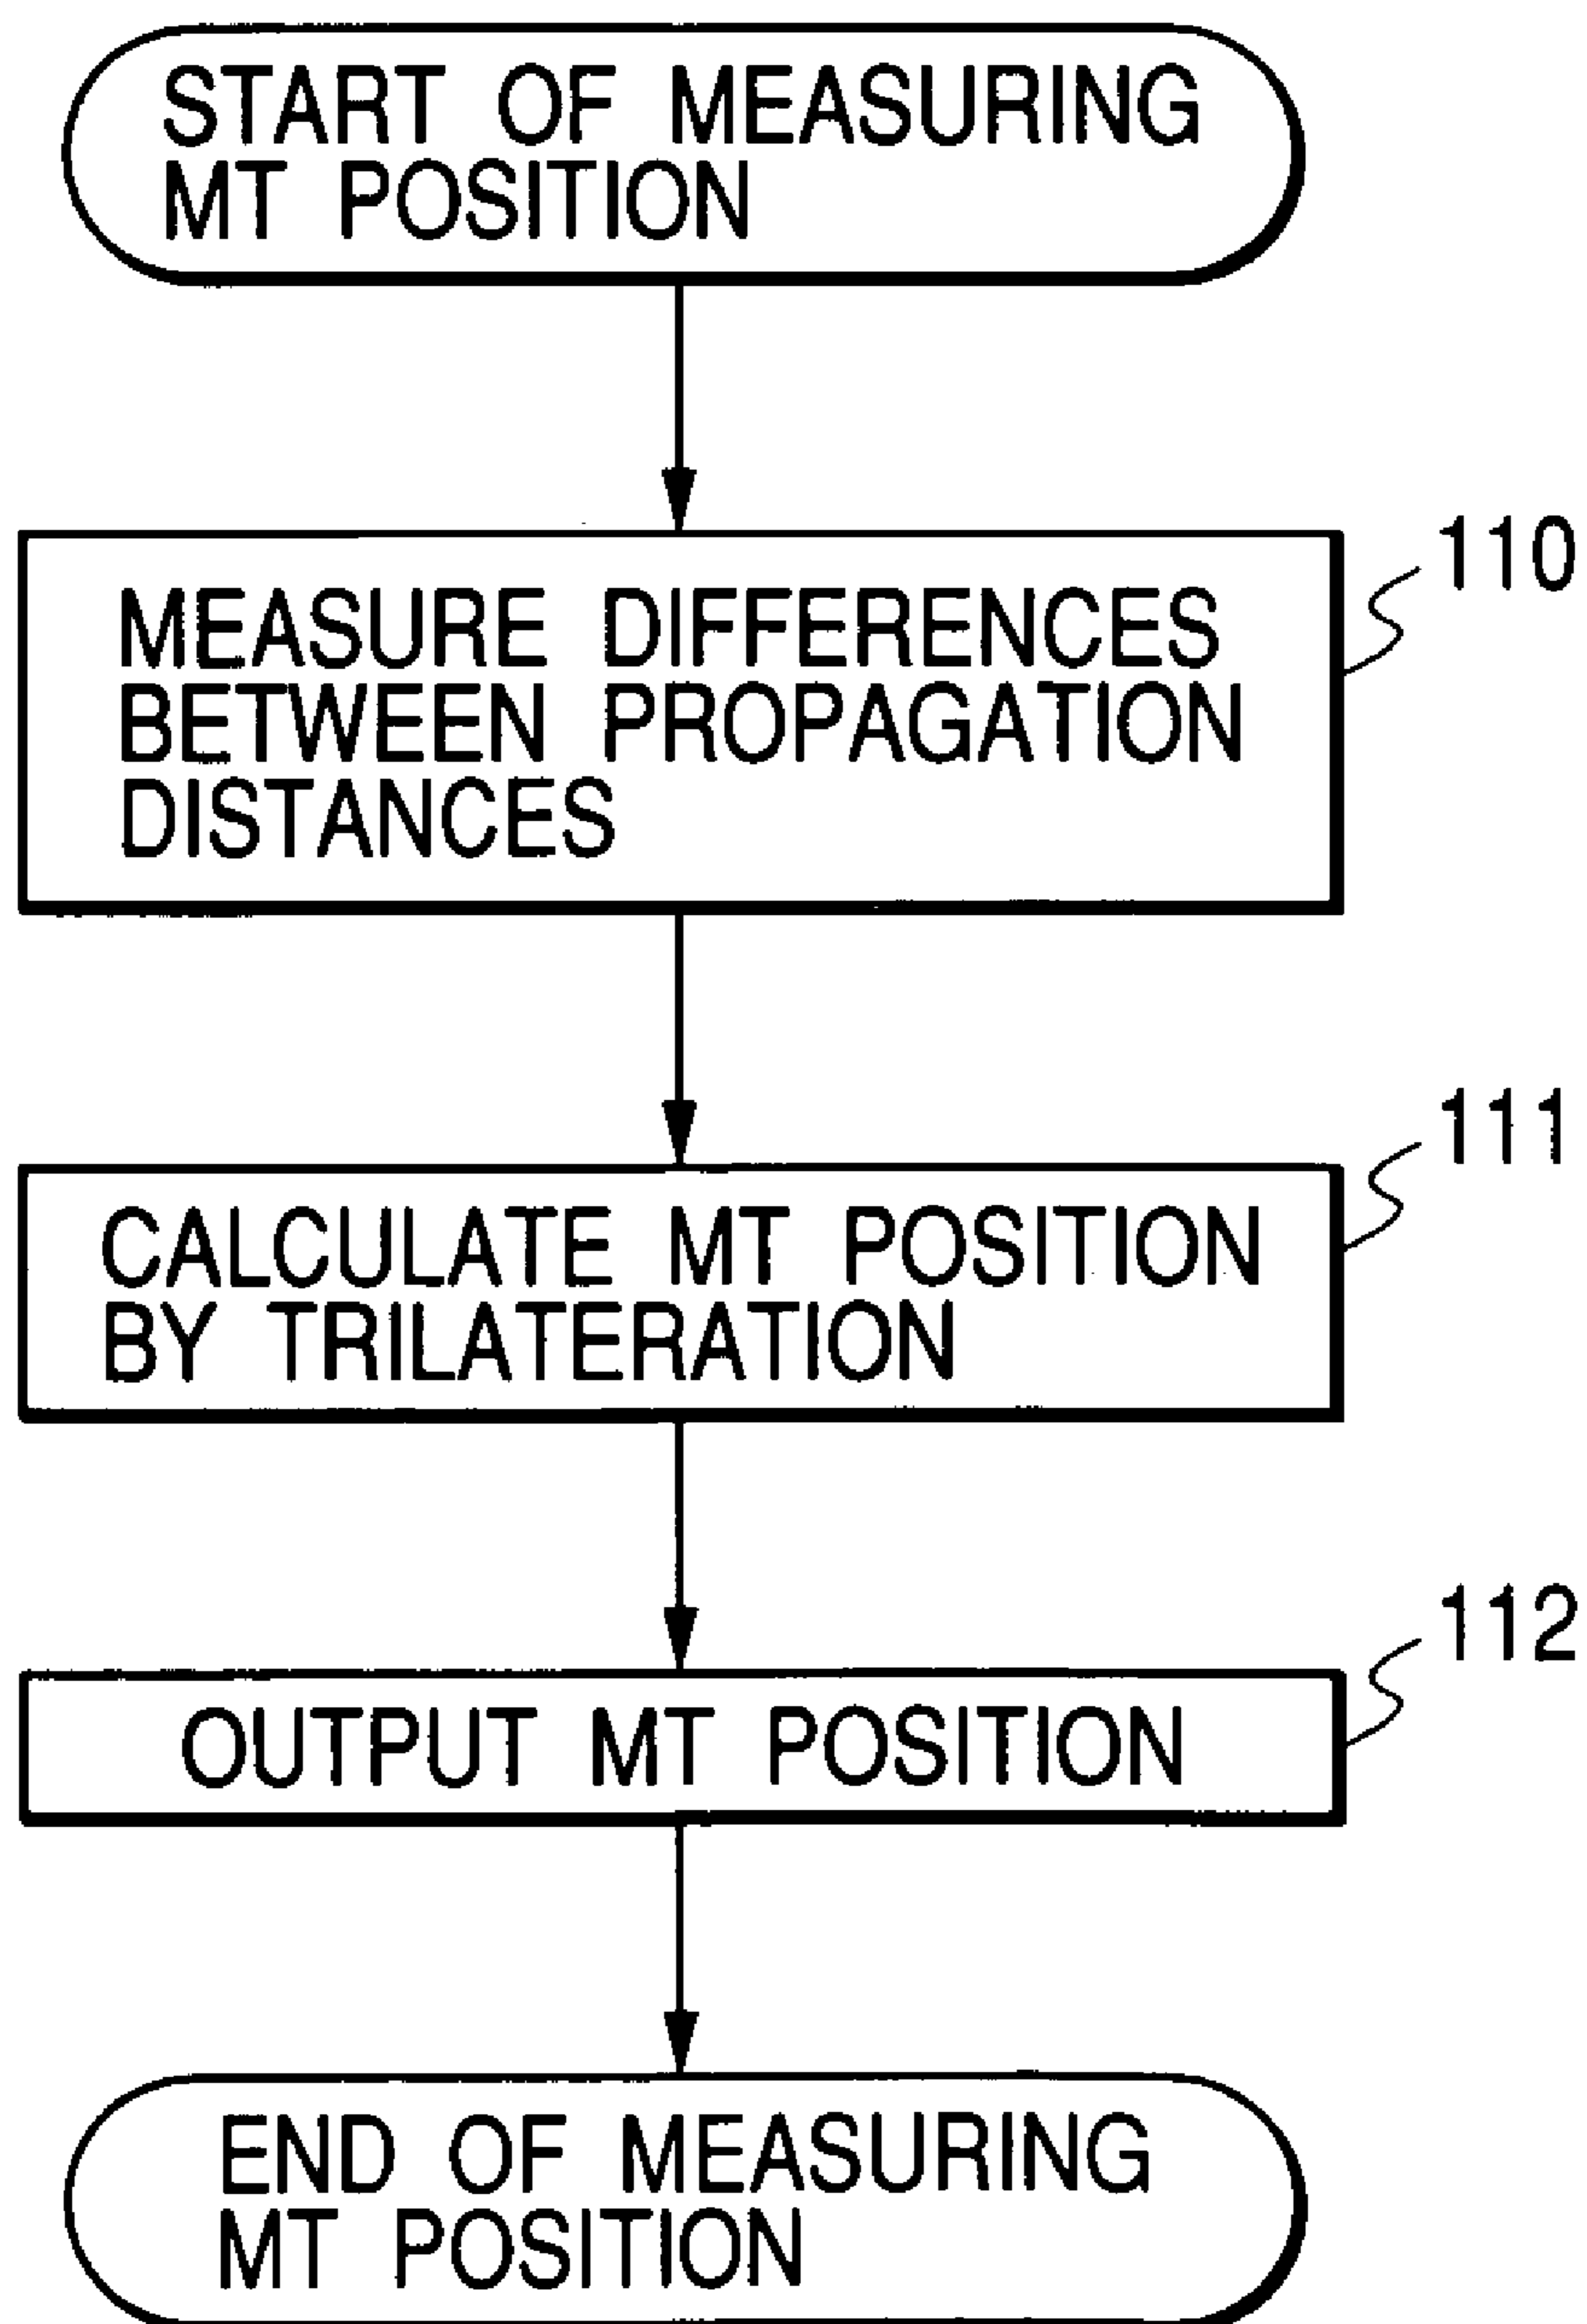 START OF MEASURING
MT POSITION
110
MEASURE DIFFERENCES
BETWEEN PROPAGATION
DISTANCES
111
CALCULATE MT POSITION
BY TRILATERATION
112
OUTPUT MT POSITION
END OF MEASURING
MT POSITION